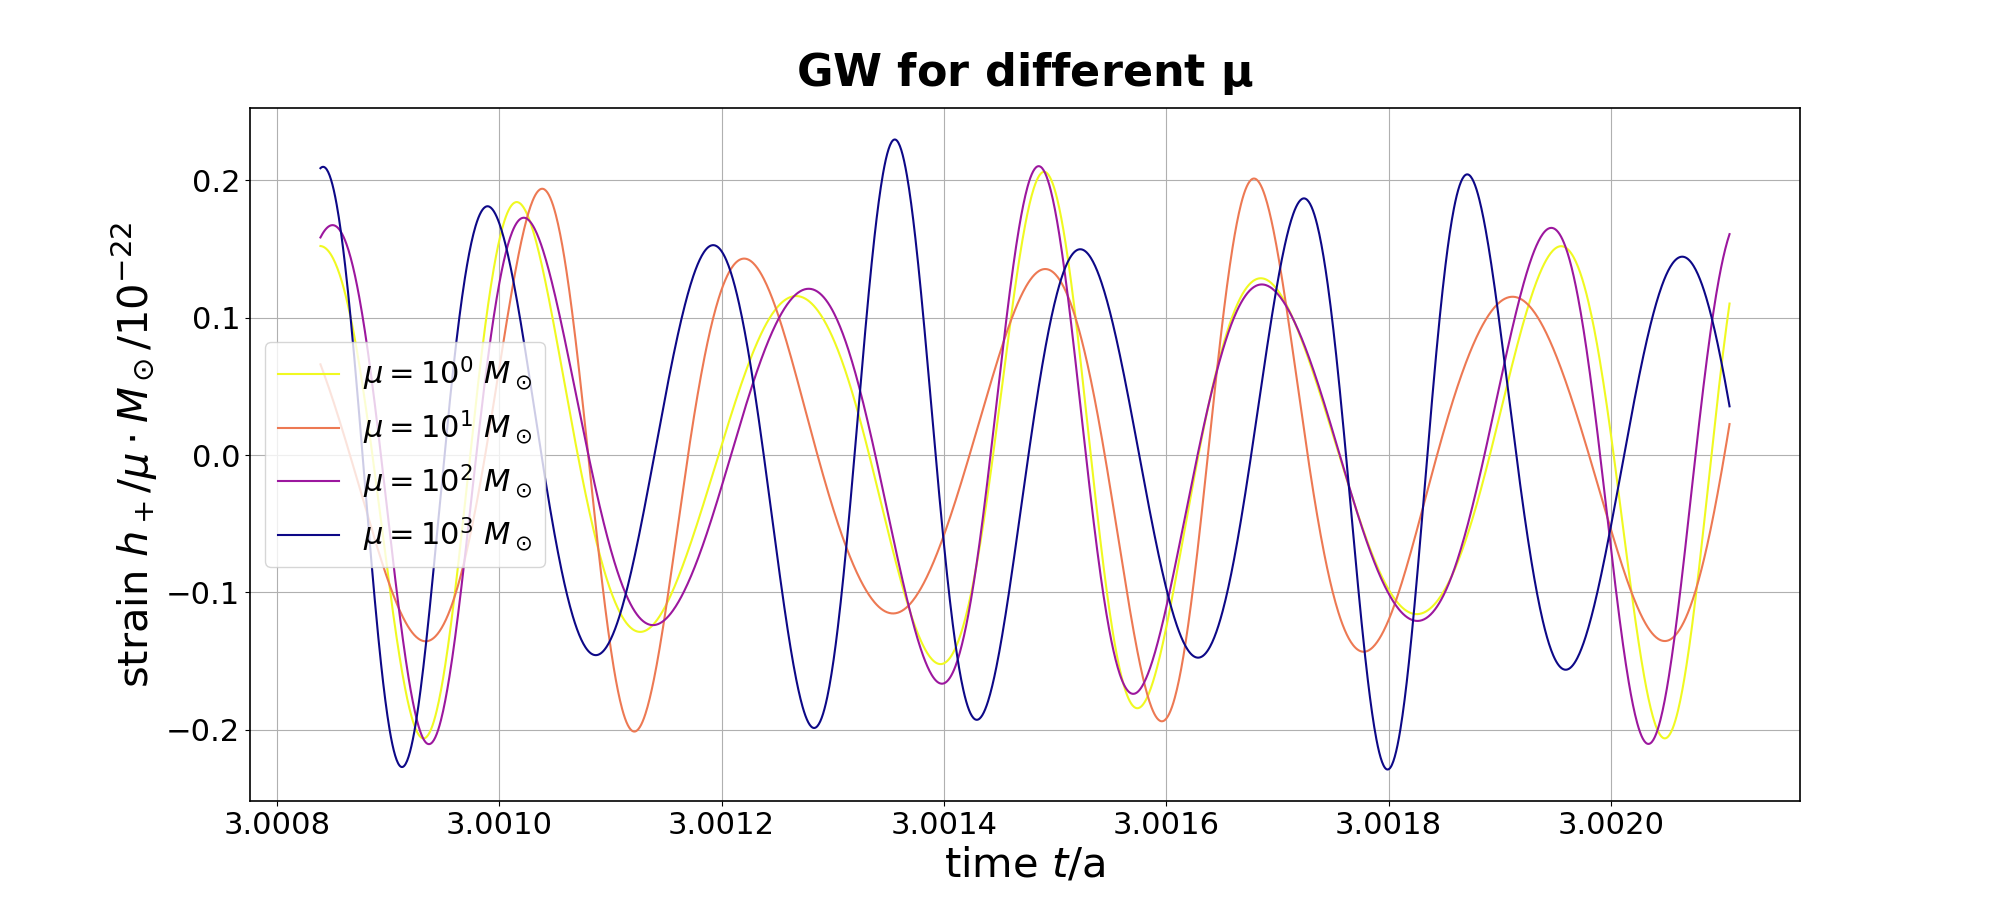 GW for different μ
strain h₊/μ · M⊙/10⁻²²
0.2
0.1
0.0
−0.1
−0.2
μ = 10⁰ M⊙
μ = 10¹ M⊙
μ = 10² M⊙
μ = 10³ M⊙
3.0008 3.0010 3.0012 3.0014 3.0016 3.0018 3.0020
time t/a